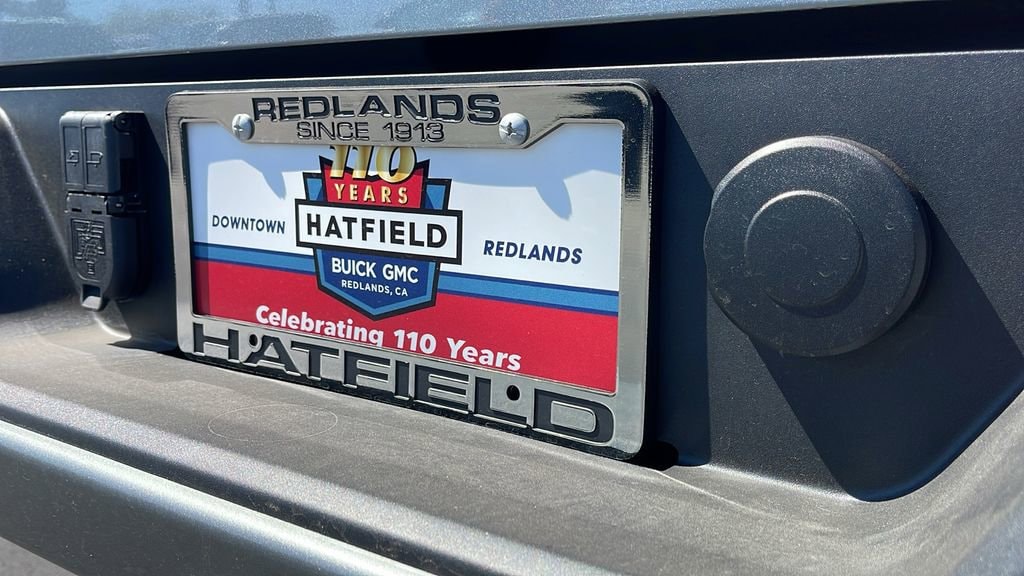 REDLANDS
SINCE 1913
110
YEARS
DOWNTOWN
HATFIELD
REDLANDS
BUICK GMC
REDLANDS, CA
Celebrating 110 Years
HATFIELD